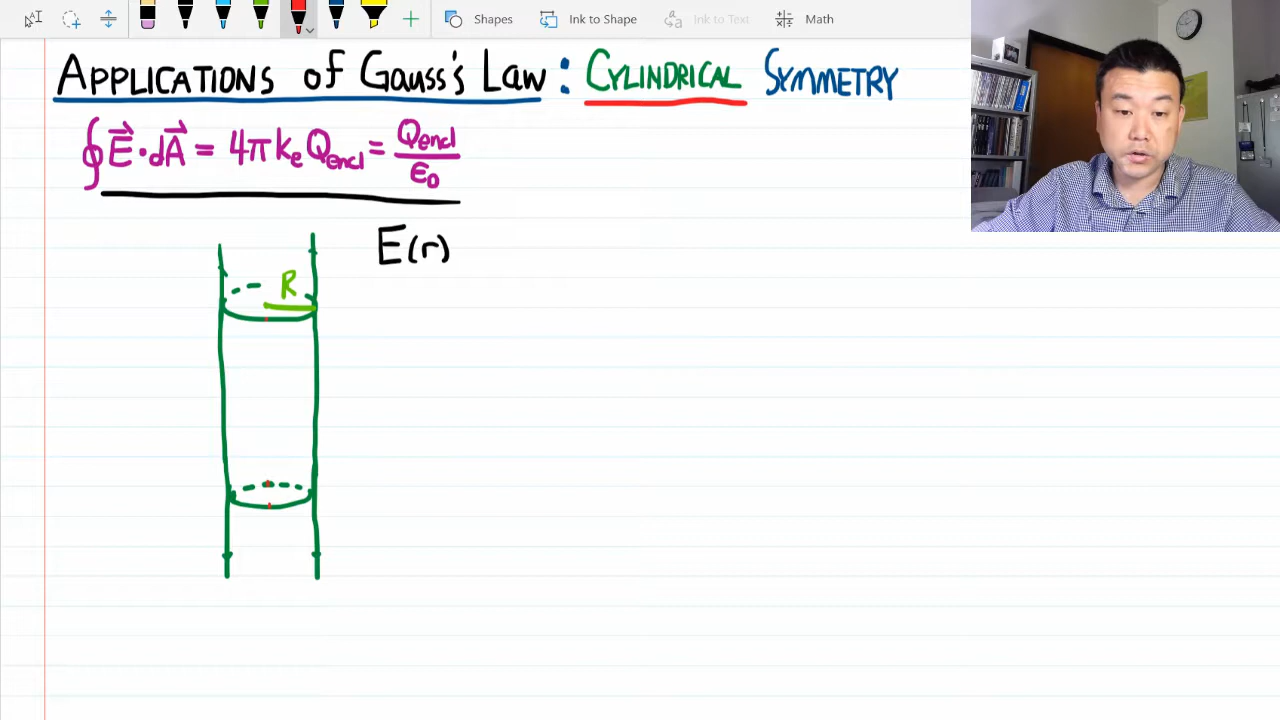 Shapes Ink to Shape Ink to Text Math
APPLICATIONS of GAUSS'S LAW: CYLINDRICAL SYMMETRY
∮E⃗·dA⃗ = 4πkₑQₑₙcl = Qₑₙcl/ε₀
E(r)
R